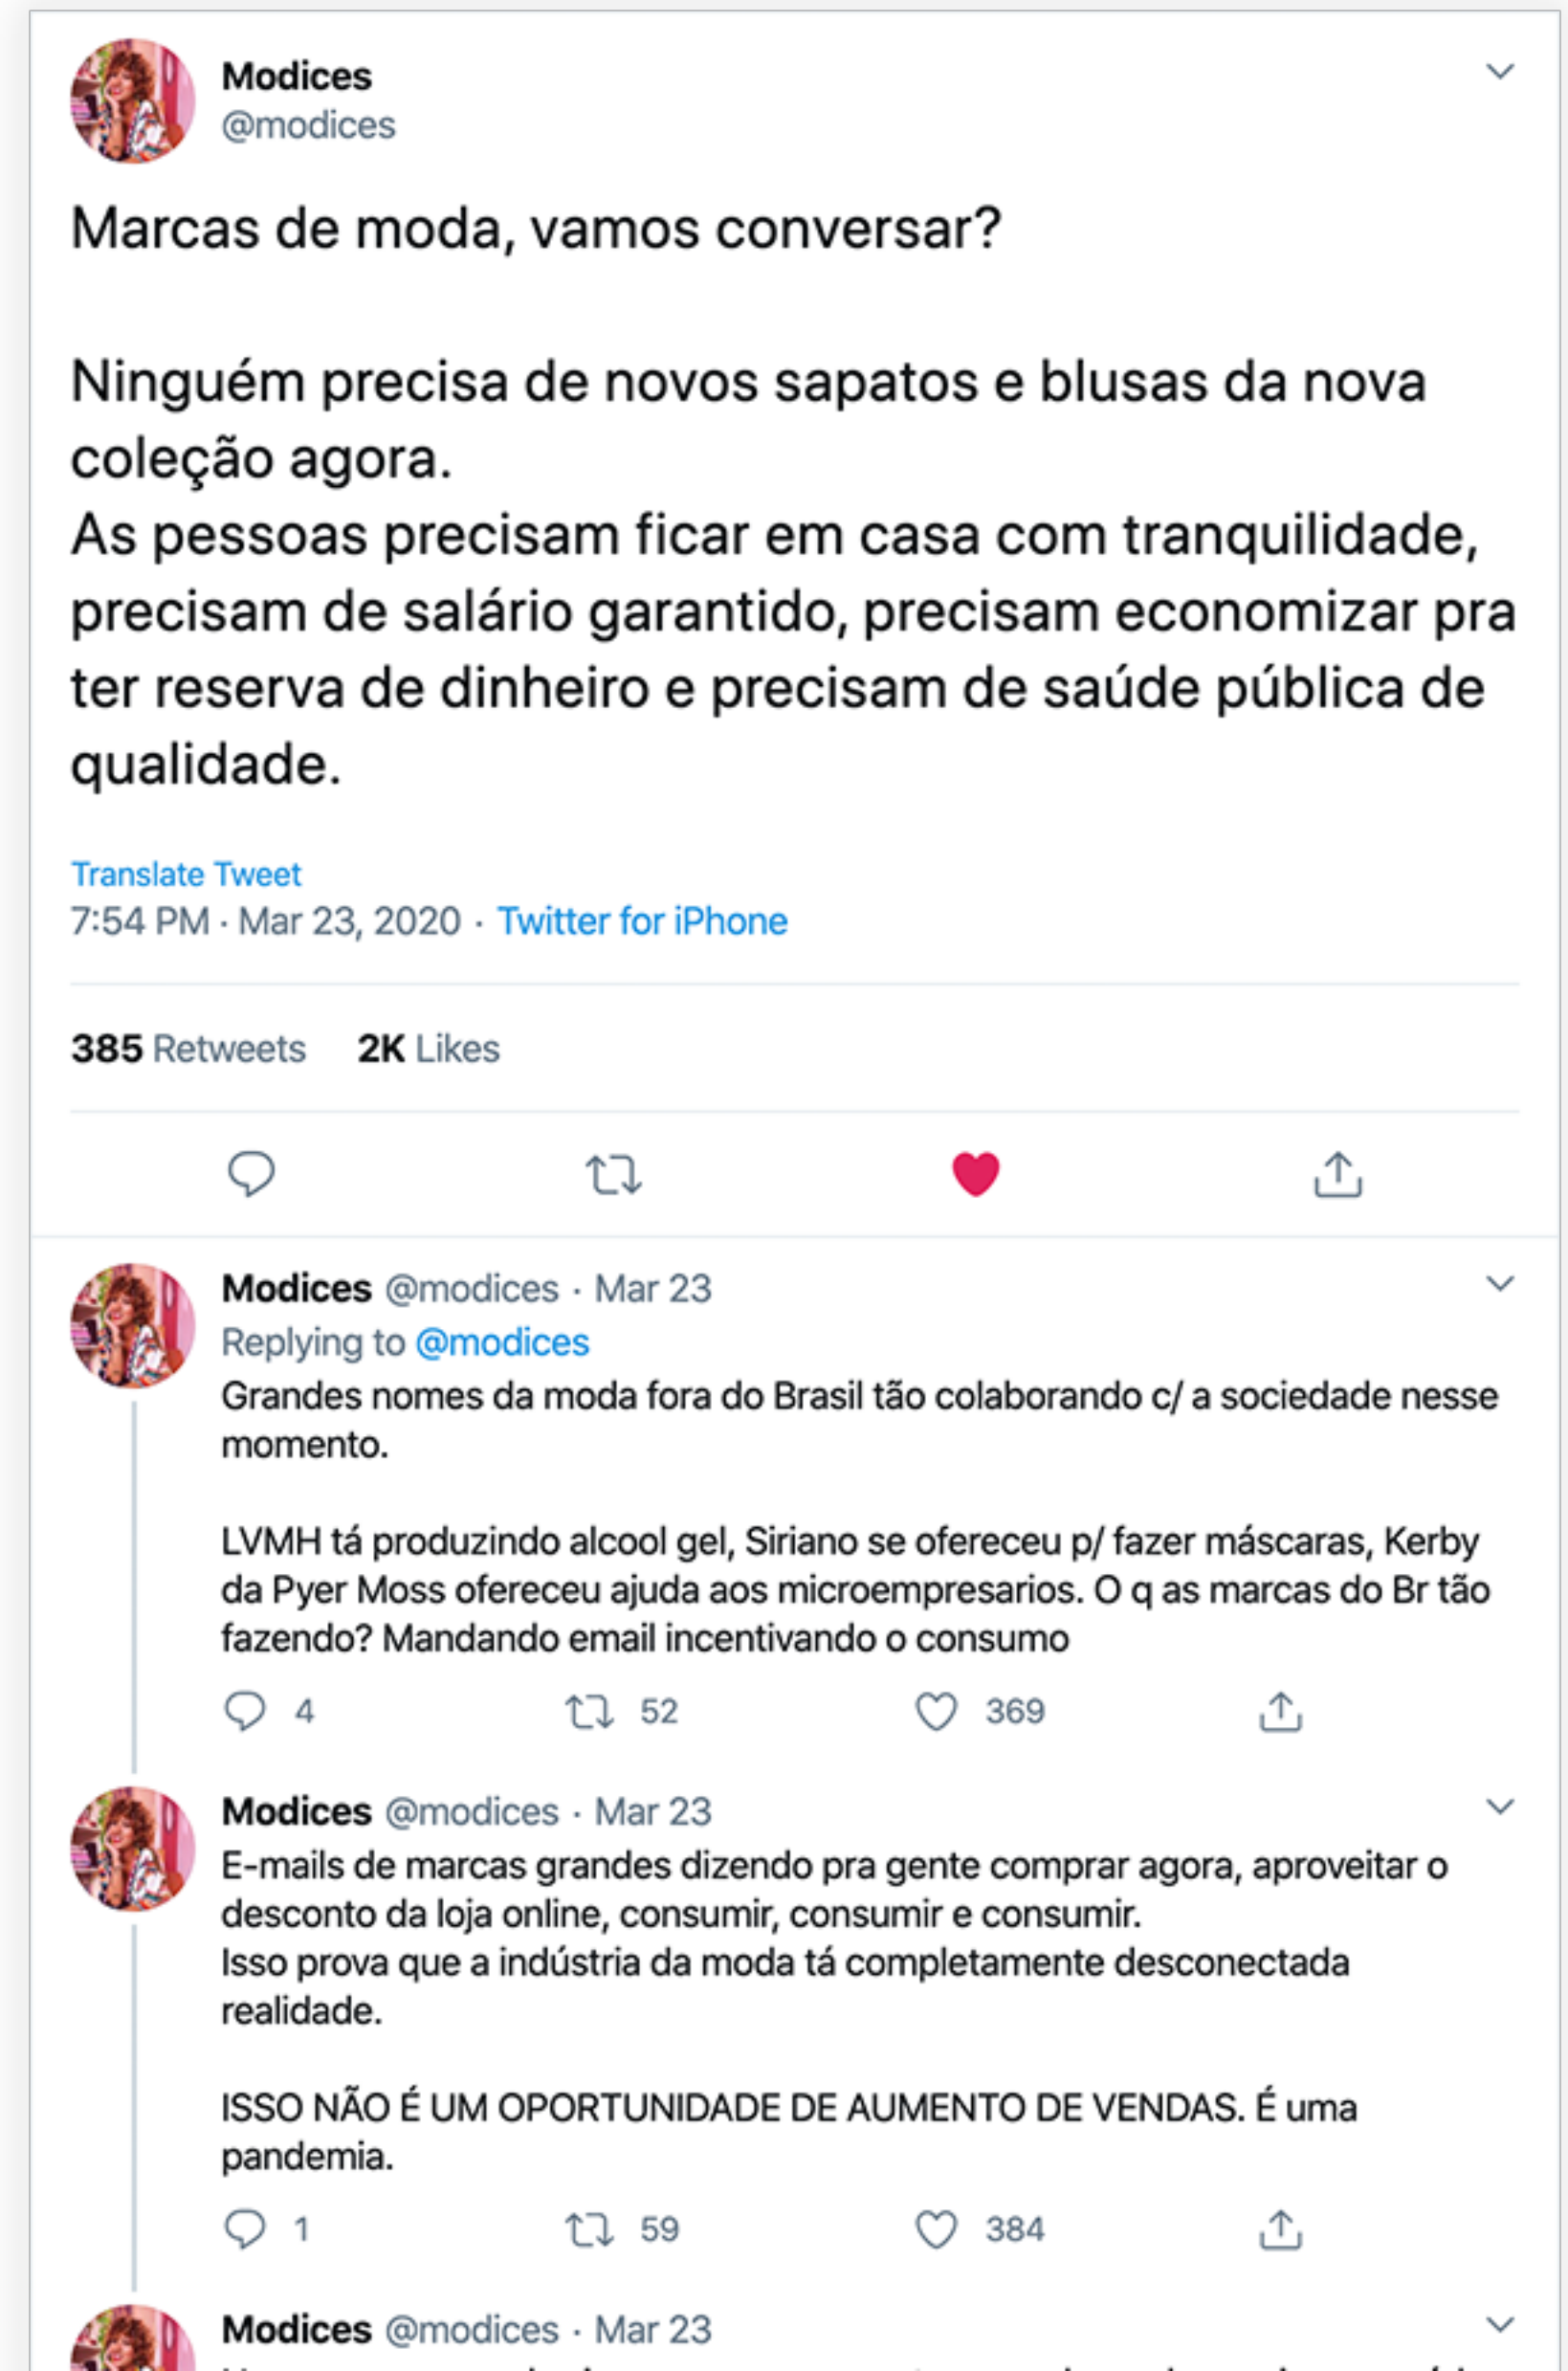 Modices
@modices
Marcas de moda, vamos conversar?
Ninguém precisa de novos sapatos e blusas da nova
coleção agora.
As pessoas precisam ficar em casa com tranquilidade,
precisam de salário garantido, precisam economizar pra
ter reserva de dinheiro e precisam de saúde pública de
qualidade.
Translate Tweet
7:54 PM · Mar 23, 2020 · Twitter for iPhone
385 Retweets 2K Likes
Modices @modices · Mar 23
Replying to @modices
Grandes nomes da moda fora do Brasil tão colaborando c/ a sociedade nesse
momento.
LVMH tá produzindo alcool gel, Siriano se ofereceu p/ fazer máscaras, Kerby
da Pyer Moss ofereceu ajuda aos microempresarios. O q as marcas do Br tão
fazendo? Mandando email incentivando o consumo
4 52 369
Modices @modices · Mar 23
E-mails de marcas grandes dizendo pra gente comprar agora, aproveitar o
desconto da loja online, consumir, consumir e consumir.
Isso prova que a indústria da moda tá completamente desconectada
realidade.
ISSO NÃO É UM OPORTUNIDADE DE AUMENTO DE VENDAS. É uma
pandemia.
1 59 384
Modices @modices · Mar 23